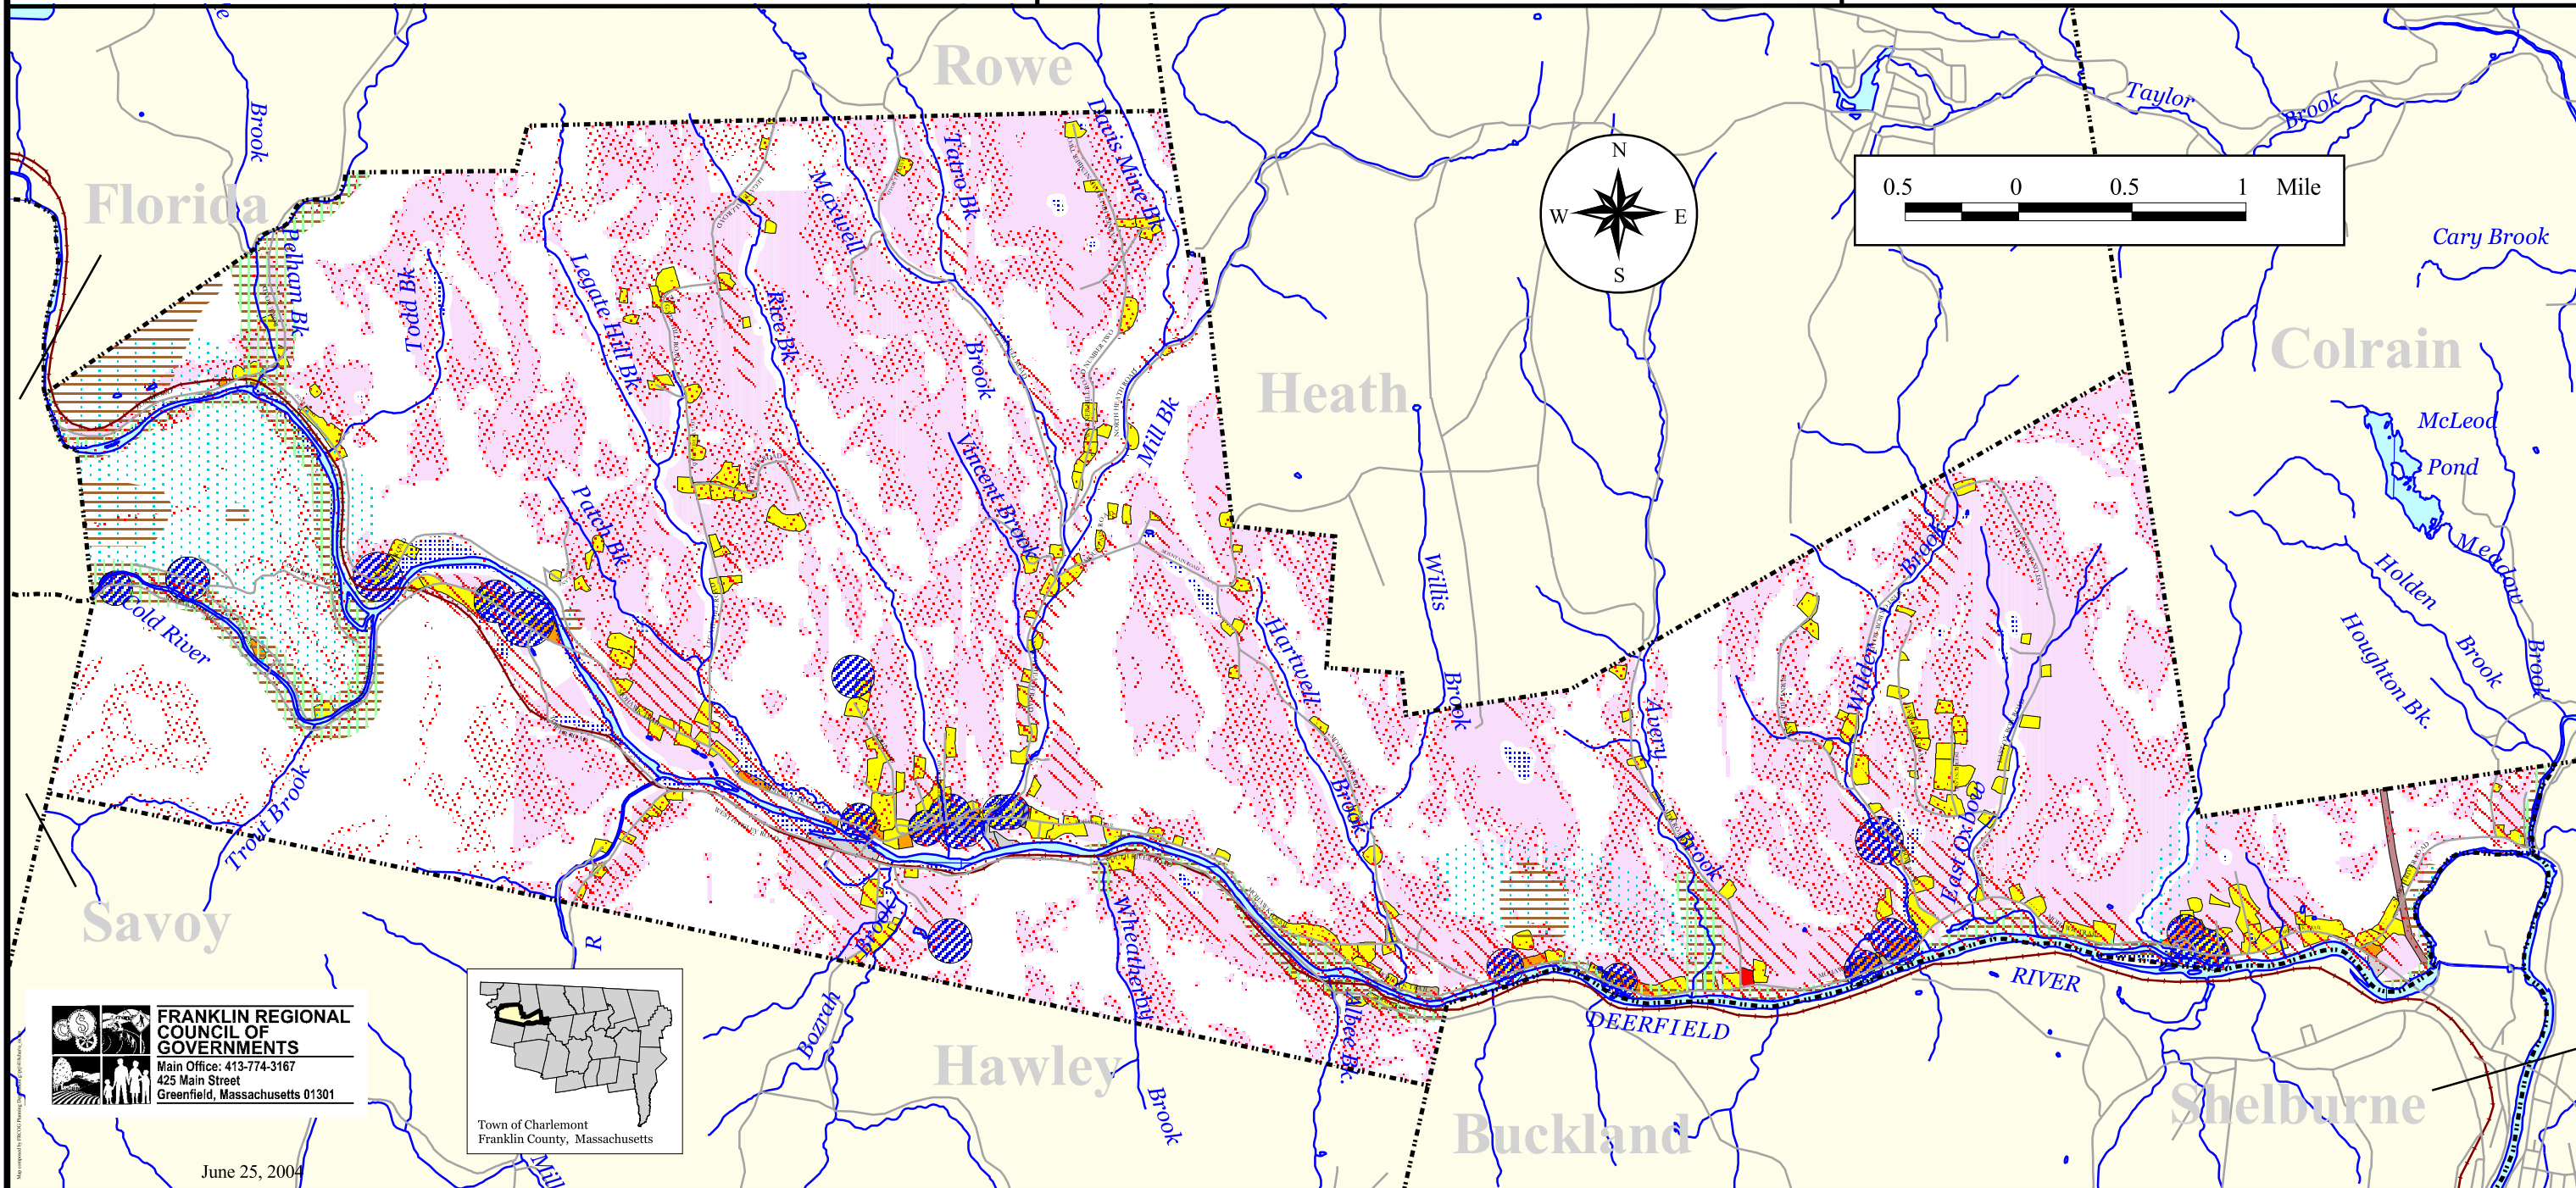 Rowe
Florida
Heath
Colrain
Savoy
Hawley
Buckland
Shelburne
Brook
Pelham Bk
Todd Bk
Legate Hill Bk.
Rice Bk
Maxwell
Brook
Tatro Bk
Davis Mine Bk
Vincent Brook
Mill Bk
Patch Bk
Cold River
Trout Brook
Hartwell
Brook
Willis
Brook
Avery
Brook
Wilder
Brook
East Oxbow
Taylor
Brook
Cary Brook
McLeod
Pond
Meadow
Brook
Holden
Brook
Houghton Bk.
Bozrah
Brook
Wheatherby
Brook
Albee Bk.
R
Mill
DEERFIELD
RIVER
N
W
E
S
0.5
0
0.5
1
Mile
FRANKLIN REGIONAL
COUNCIL OF
GOVERNMENTS
Main Office: 413-774-3167
425 Main Street
Greenfield, Massachusetts 01301
June 25, 2004
Town of Charlemont
Franklin County, Massachusetts